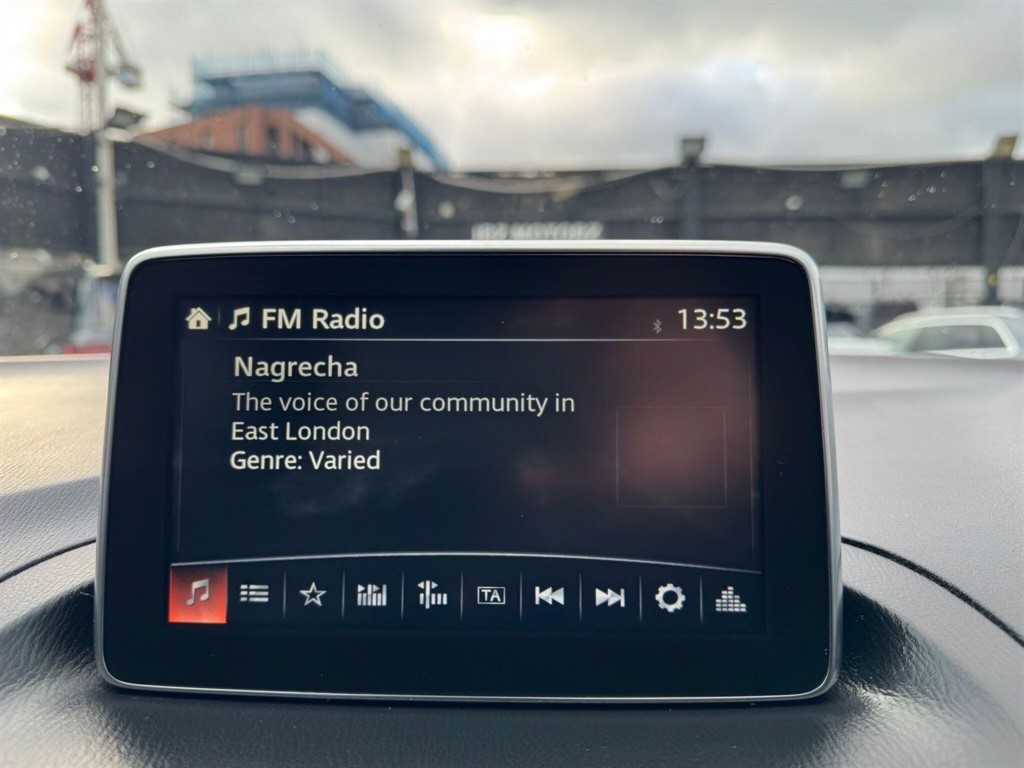 FM Radio
13:53
Nagrecha
The voice of our community in
East London
Genre: Varied
TA